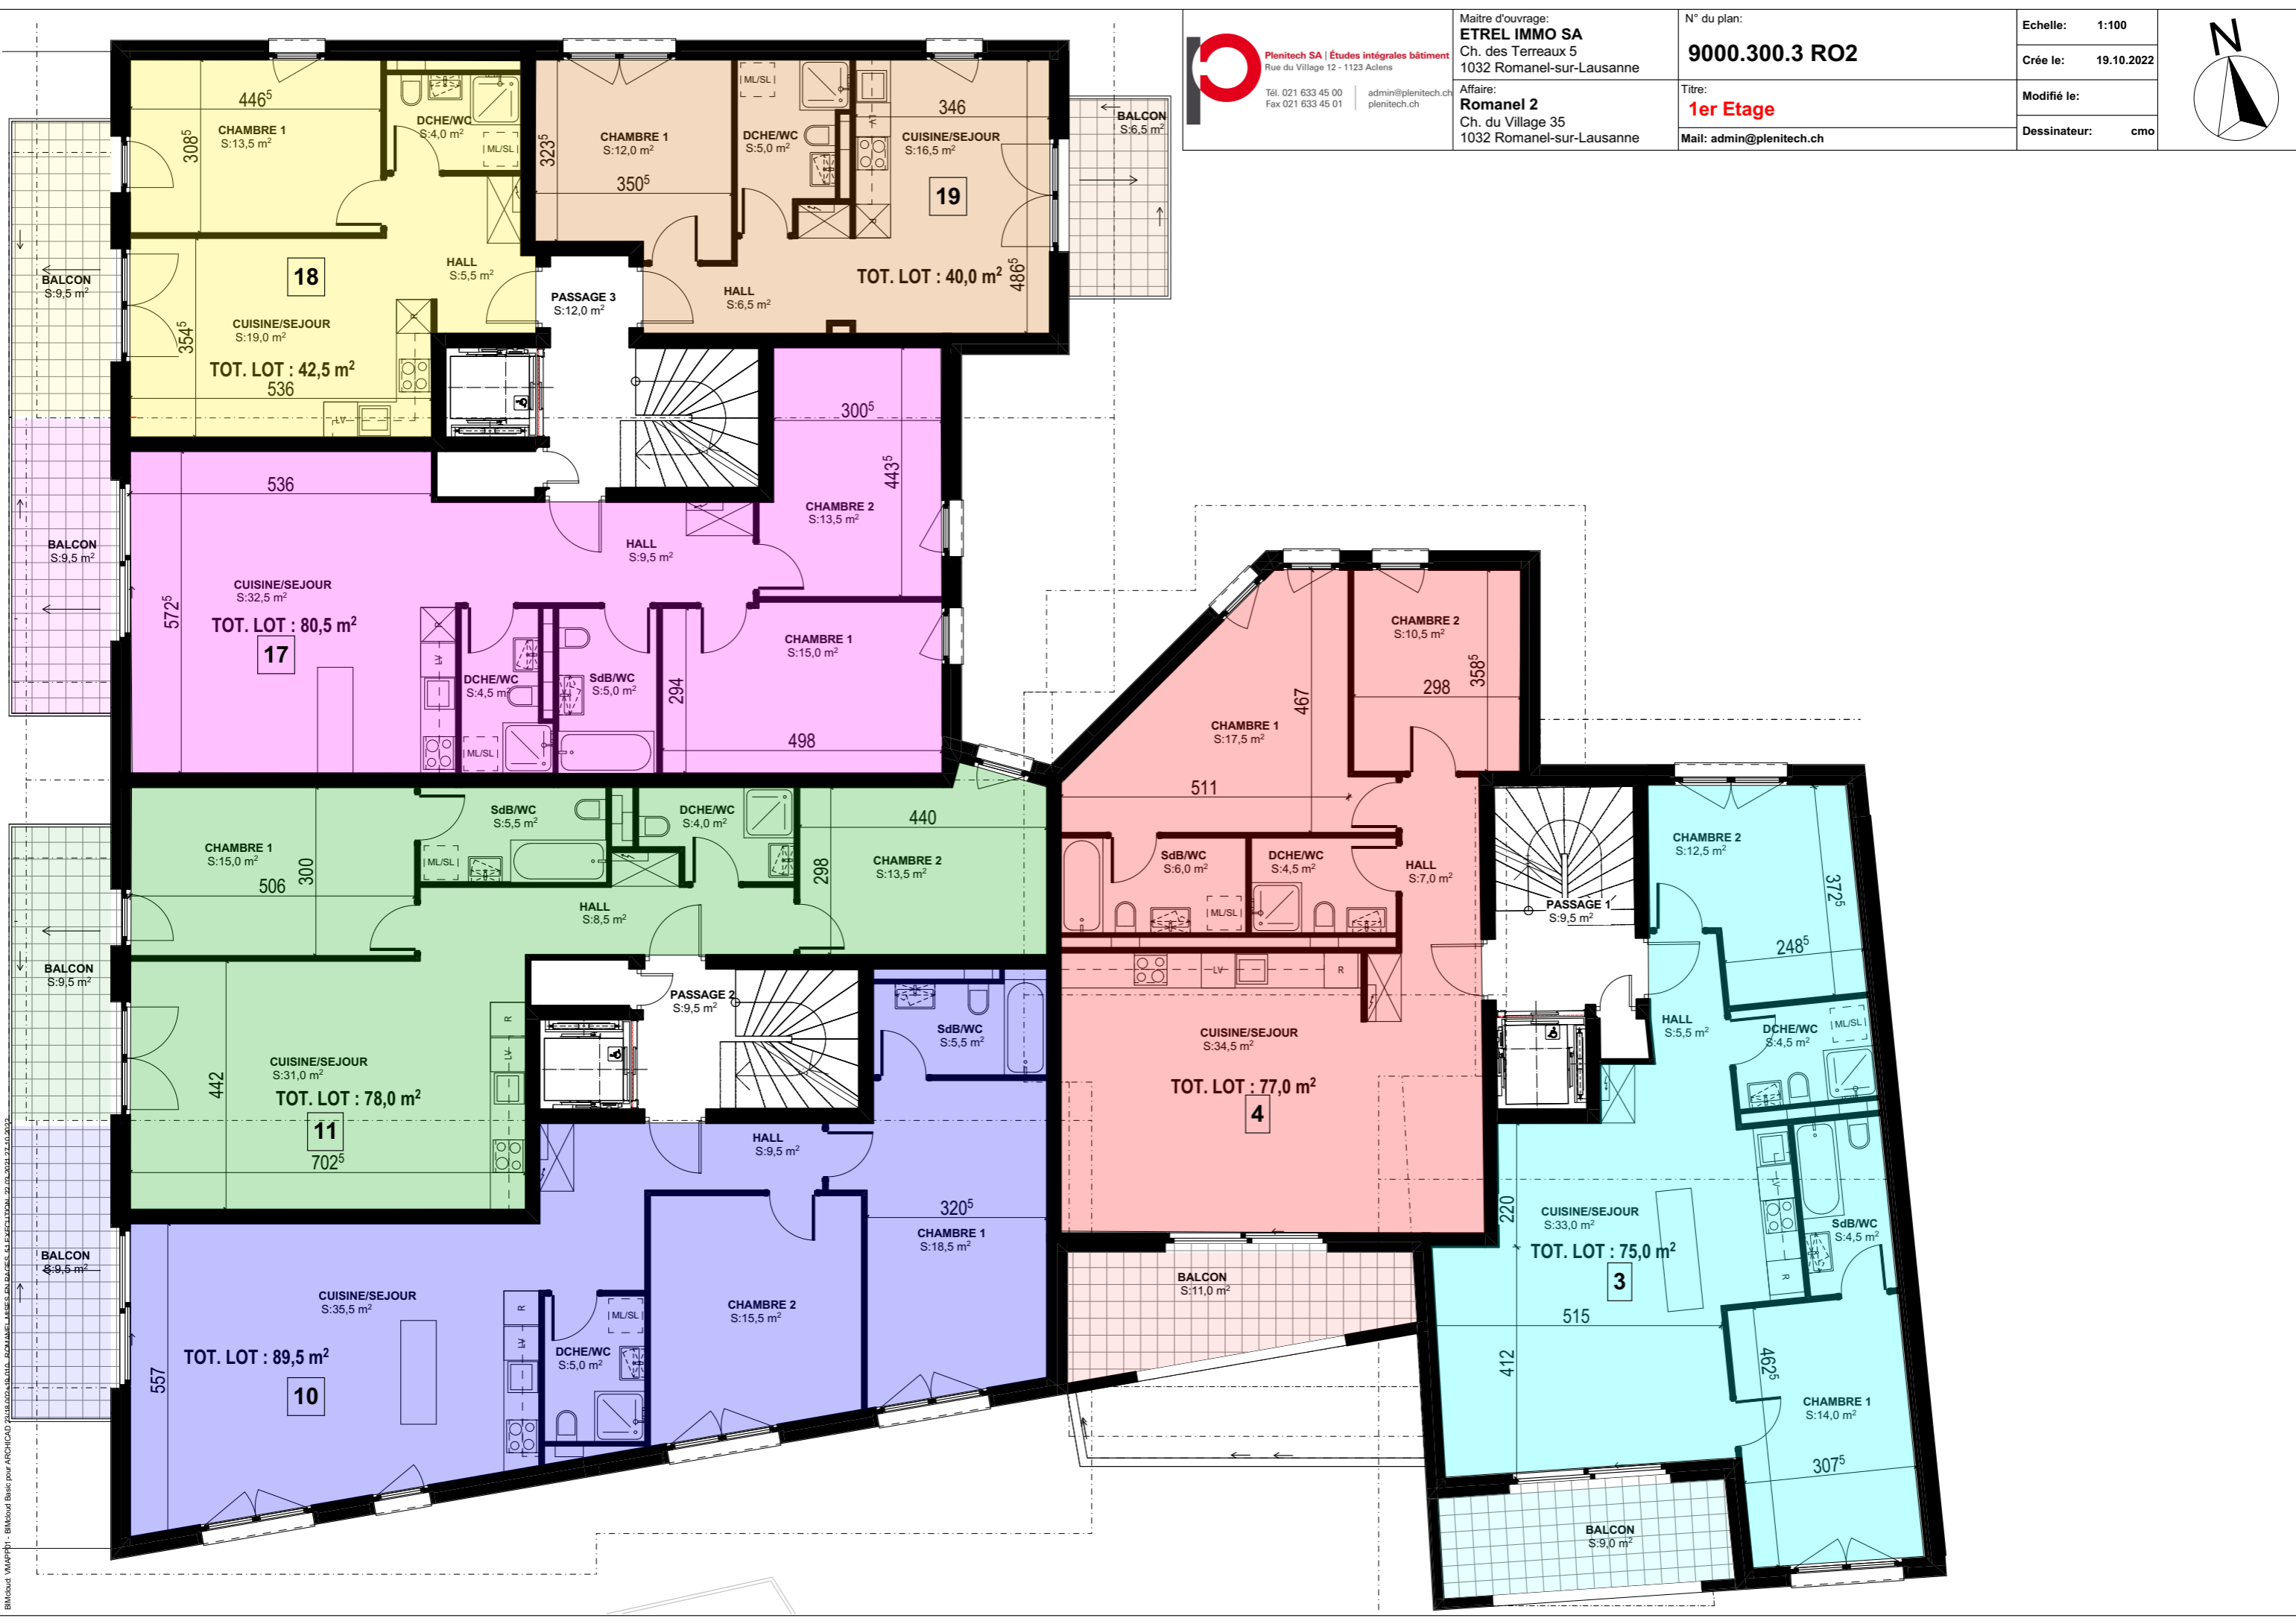 Plenitech SA | Études intégrales bâtiment
Rue du Village 12 - 1123 Aclens
Tél. 021 633 45 00
Fax 021 633 45 01
admin@plenitech.ch
plenitech.ch
Maitre d'ouvrage:
ETREL IMMO SA
Ch. des Terreaux 5
1032 Romanel-sur-Lausanne
Affaire:
Romanel 2
Ch. du Village 35
1032 Romanel-sur-Lausanne
N° du plan:
9000.300.3 RO2
Titre:
1er Etage
Mail: admin@plenitech.ch
Echelle: 1:100
Crée le: 19.10.2022
Modifié le:
Dessinateur: cmo
N
446⁵
308⁵
CHAMBRE 1
S:13,5 m²
DCHE/WC
S:4,0 m²
ML/SL
HALL
S:5,5 m²
BALCON
S:9,5 m²
18
CUISINE/SEJOUR
S:19,0 m²
354⁵
TOT. LOT : 42,5 m²
536
R
LV
323⁵
CHAMBRE 1
S:12,0 m²
350⁵
ML/SL
DCHE/WC
S:5,0 m²
346
LV
R
CUISINE/SEJOUR
S:16,5 m²
19
BALCON
S:6,5 m²
TOT. LOT : 40,0 m²
486⁵
HALL
S:6,5 m²
PASSAGE 3
S:12,0 m²
300⁵
443⁵
CHAMBRE 2
S:13,5 m²
536
HALL
S:9,5 m²
BALCON
S:9,5 m²
CUISINE/SEJOUR
S:32,5 m²
572⁵
TOT. LOT : 80,5 m²
17
R
LV
DCHE/WC
S:4,5 m²
ML/SL
SdB/WC
S:5,0 m²
CHAMBRE 1
S:15,0 m²
294
498
CHAMBRE 1
S:15,0 m²
300
506
SdB/WC
S:5,5 m²
ML/SL
DCHE/WC
S:4,0 m²
440
298
CHAMBRE 2
S:13,5 m²
HALL
S:8,5 m²
BALCON
S:9,5 m²
CUISINE/SEJOUR
S:31,0 m²
442
TOT. LOT : 78,0 m²
11
702⁵
R
LV
PASSAGE 2
S:9,5 m²
SdB/WC
S:5,5 m²
HALL
S:9,5 m²
320⁵
CHAMBRE 1
S:18,5 m²
BALCON
S:9,5 m²
CUISINE/SEJOUR
S:35,5 m²
557
TOT. LOT : 89,5 m²
10
R
LV
ML/SL
DCHE/WC
S:5,0 m²
CHAMBRE 2
S:15,5 m²
CHAMBRE 2
S:10,5 m²
358⁵
298
467
CHAMBRE 1
S:17,5 m²
511
SdB/WC
S:6,0 m²
ML/SL
DCHE/WC
S:4,5 m²
HALL
S:7,0 m²
LV
R
CUISINE/SEJOUR
S:34,5 m²
TOT. LOT : 77,0 m²
4
BALCON
S:11,0 m²
PASSAGE 1
S:9,5 m²
CHAMBRE 2
S:12,5 m²
372⁵
248⁵
HALL
S:5,5 m²
DCHE/WC
S:4,5 m²
ML/SL
220
CUISINE/SEJOUR
S:33,0 m²
TOT. LOT : 75,0 m²
3
LV
R
SdB/WC
S:4,5 m²
515
412
462⁵
CHAMBRE 1
S:14,0 m²
307⁵
BALCON
S:9,0 m²